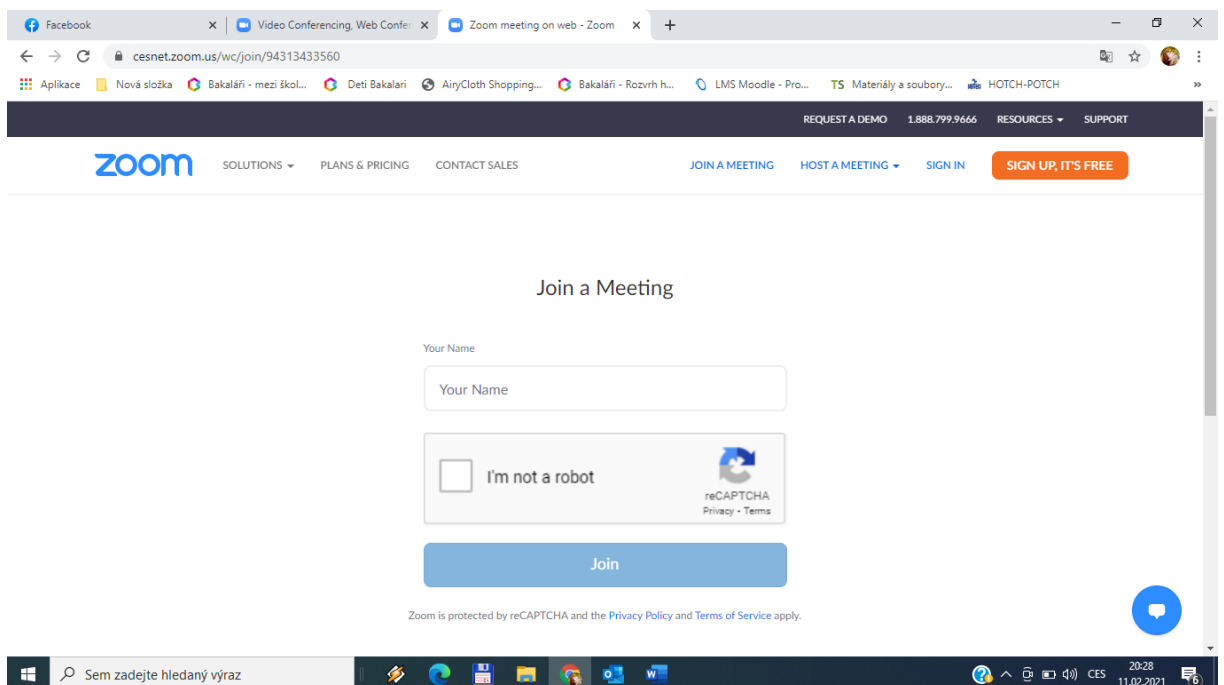 Facebook
Video Conferencing, Web Confer
Zoom meeting on web - Zoom
cesnet.zoom.us/wc/join/94313433560
Aplikace Nová složka Bakaláři - mezi škol... Deti Bakalari AiryCloth Shopping... Bakaláři - Rozvrh h... LMS Moodle - Pro... TS Materiály a soubory... HOTCH-POTCH »
REQUEST A DEMO 1.888.799.9666 RESOURCES SUPPORT
zoom SOLUTIONS PLANS & PRICING CONTACT SALES JOIN A MEETING HOST A MEETING SIGN IN SIGN UP, IT'S FREE
Join a Meeting
Your Name
Your Name
I'm not a robot
reCAPTCHA
Privacy - Terms
Join
Zoom is protected by reCAPTCHA and the Privacy Policy and Terms of Service apply.
Sem zadejte hledaný výraz
CES
20:28
11.02.2021
6